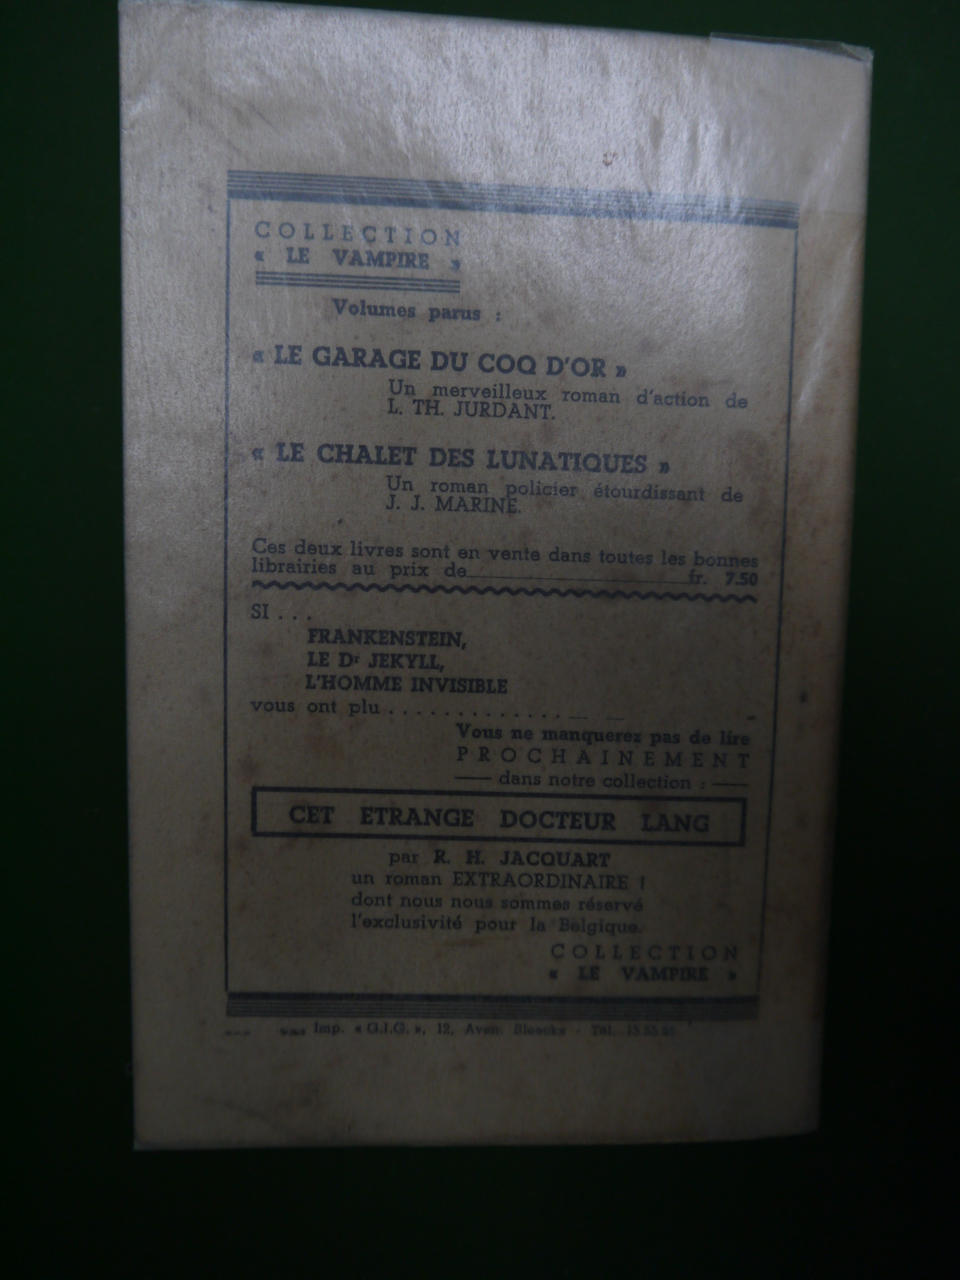 COLLECTION
« LE VAMPIRE »
Volumes parus :
« LE GARAGE DU COQ D'OR »
Un merveilleux roman d'action de
L. TH. JURDANT.
« LE CHALET DES LUNATIQUES »
Un roman policier étourdissant de
J. J. MARINE.
Ces deux livres sont en vente dans toutes les bonnes
librairies au prix de fr. 7.50
SI . . .
FRANKENSTEIN,
LE Dr JEKYLL,
L'HOMME INVISIBLE
vous ont plu . . . . . . . . . . . . .
Vous ne manquerez pas de lire
PROCHAINEMENT
— dans notre collection : —
CET ETRANGE DOCTEUR LANG
par R. H. JACQUART
un roman EXTRAORDINAIRE !
dont nous nous sommes réservé
l'exclusivité pour la Belgique.
COLLECTION
« LE VAMPIRE »
Imp. « G.I.G. », 12, Aven. - Tél.